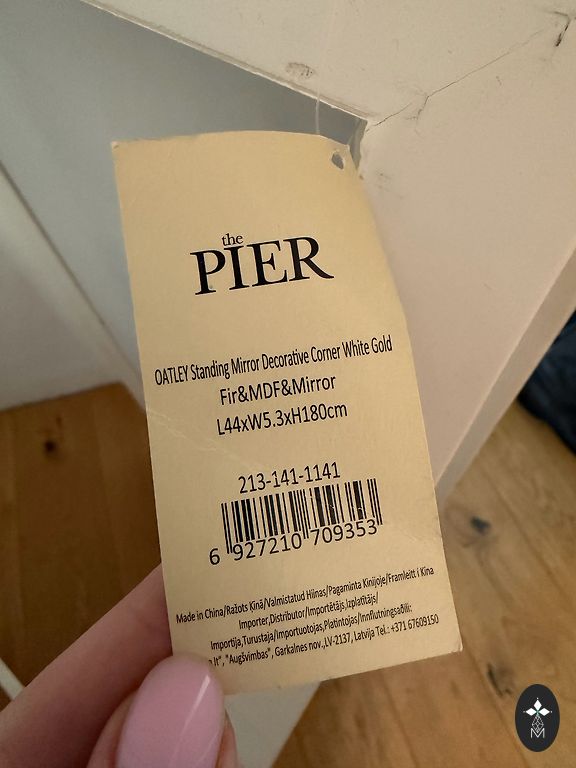 the
PIER
OATLEY Standing Mirror Decorative Corner White Gold
Fir&MDF&Mirror
L44xW5.3xH180cm
213-141-1141
6 927210 709353
Made in China/Ražots Ķīnā/Valmistatud Hiinas/Pagaminta Kinijoje/Framleitt í Kína
Importer,Distributor/Importētājs,Izplatītājs/
Importija,Turustaja/Importuotojas,Platintojas/Innflutningsaðili:
"Augšvimbas", Garkalnes nov.,LV-2137, Latvija Tel.: +371 67609150
M